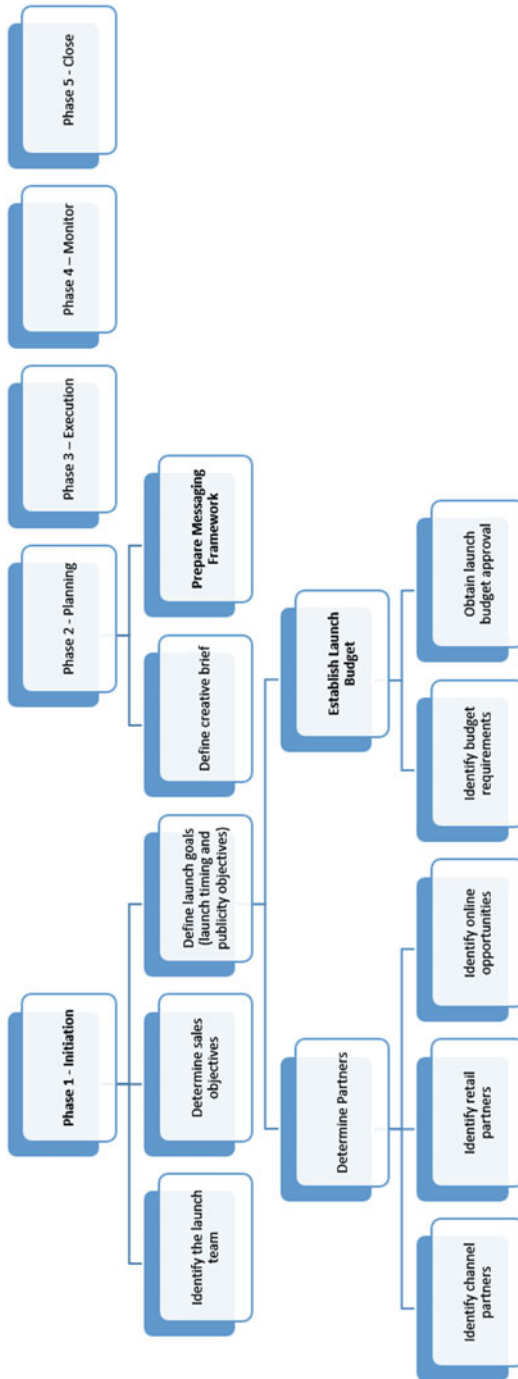 Phase 1 - Initiation
Phase 2 - Planning
Phase 3 – Execution
Phase 4 – Monitor
Phase 5 - Close
Identify the launch
team
Determine sales
objectives
Define launch goals
(launch timing and
publicity objectives)
Define creative brief
Prepare Messaging
Framework
Determine Partners
Establish Launch
Budget
Identify channel
partners
Identify retail
partners
Identify online
opportunities
Identify budget
requirements
Obtain launch
budget approval